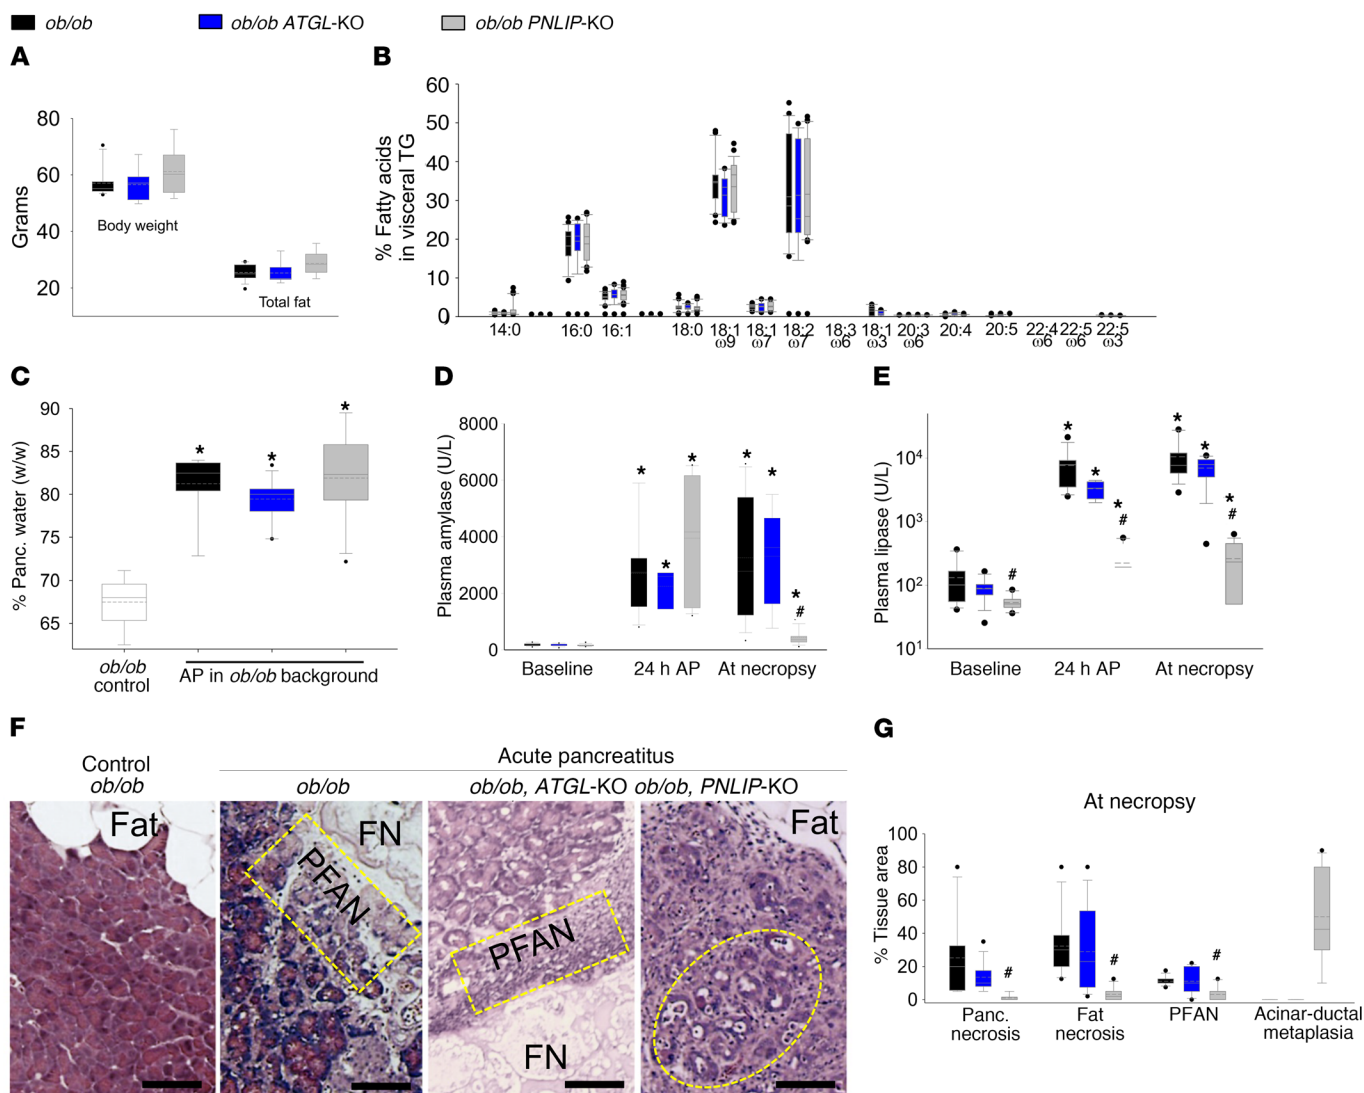 ob/ob ob/ob ATGL-KO ob/ob PNLIP-KO
A
Grams
80
60
40
20
Body weight
Total fat
B
% Fatty acids
in visceral TG
60
50
40
30
20
10
0
14:0 16:0 16:1 18:0 18:1 18:1 18:2 18:3 18:1 20:3 20:4 20:5 22:4 22:5 22:5
ω9 ω7 ω7 ω6 ω3 ω6 ω6 ω6 ω3
C
% Panc. water (w/w)
90
85
80
75
70
65
* * *
ob/ob
control
AP in ob/ob background
D
Plasma amylase (U/L)
8000
6000
4000
2000
0
* * * * * *
#
Baseline 24 h AP At necropsy
E
Plasma lipase (U/L)
10⁴
10³
10²
10¹
# * * * # * * * #
Baseline 24 h AP At necropsy
F
Acute pancreatitus
Control
ob/ob
ob/ob ob/ob, ATGL-KO ob/ob, PNLIP-KO
Fat
FN
PFAN
PFAN
FN
Fat
G
At necropsy
% Tissue area
100
80
60
40
20
0
# # #
Panc.
necrosis
Fat
necrosis
PFAN
Acinar-ductal
metaplasia